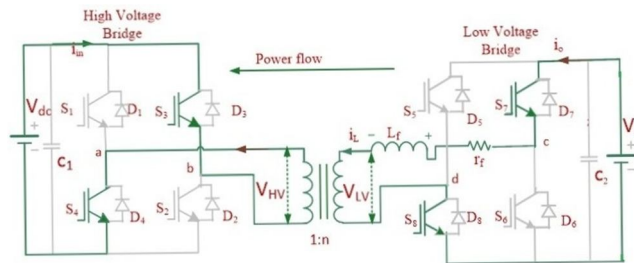 High Voltage
Bridge
Low Voltage
Bridge
Power flow
i_in
i_o
V_dc
C_1
S_1
D_1
S_3
D_3
a
b
S_4
D_4
S_2
D_2
V_HV
1:n
V_LV
i_L
- L_f +
r_f
S_5
D_5
S_7
D_7
c
d
S_8
D_8
S_6
D_6
C_2
V